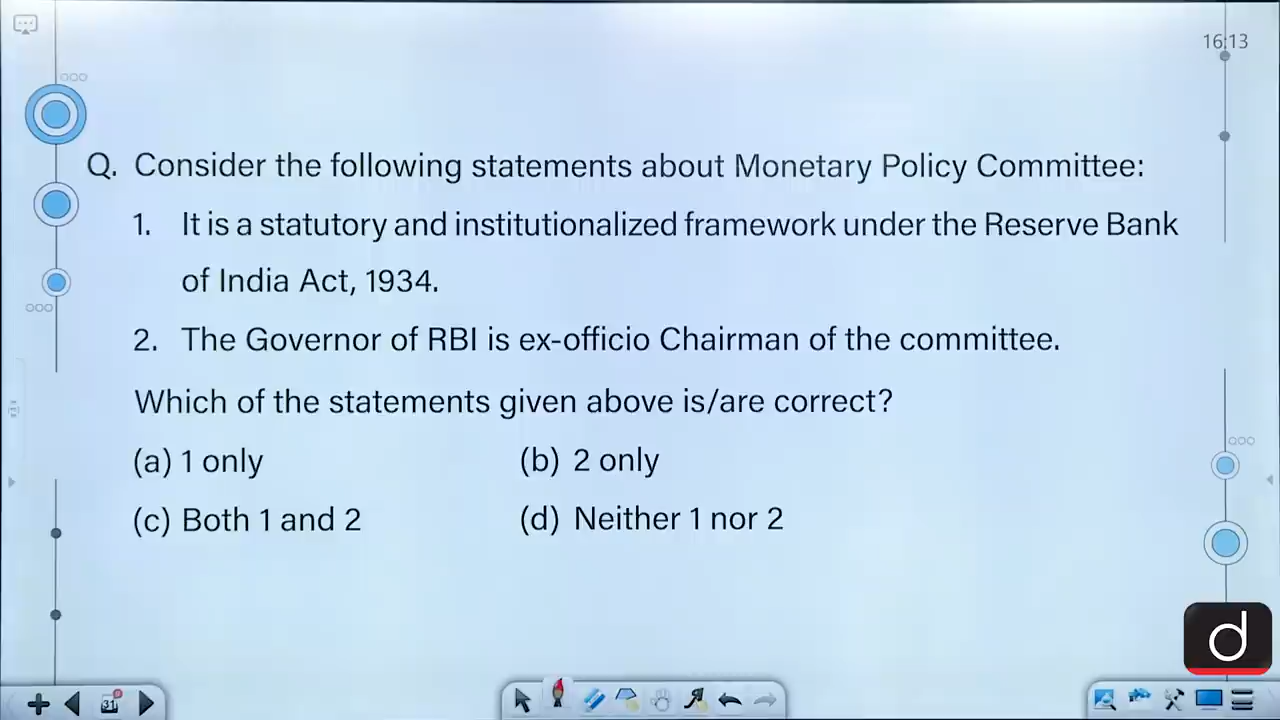 16:13
Q. Consider the following statements about Monetary Policy Committee:
1. It is a statutory and institutionalized framework under the Reserve Bank
of India Act, 1934.
2. The Governor of RBI is ex-officio Chairman of the committee.
Which of the statements given above is/are correct?
(a) 1 only (b) 2 only
(c) Both 1 and 2 (d) Neither 1 nor 2
d
31